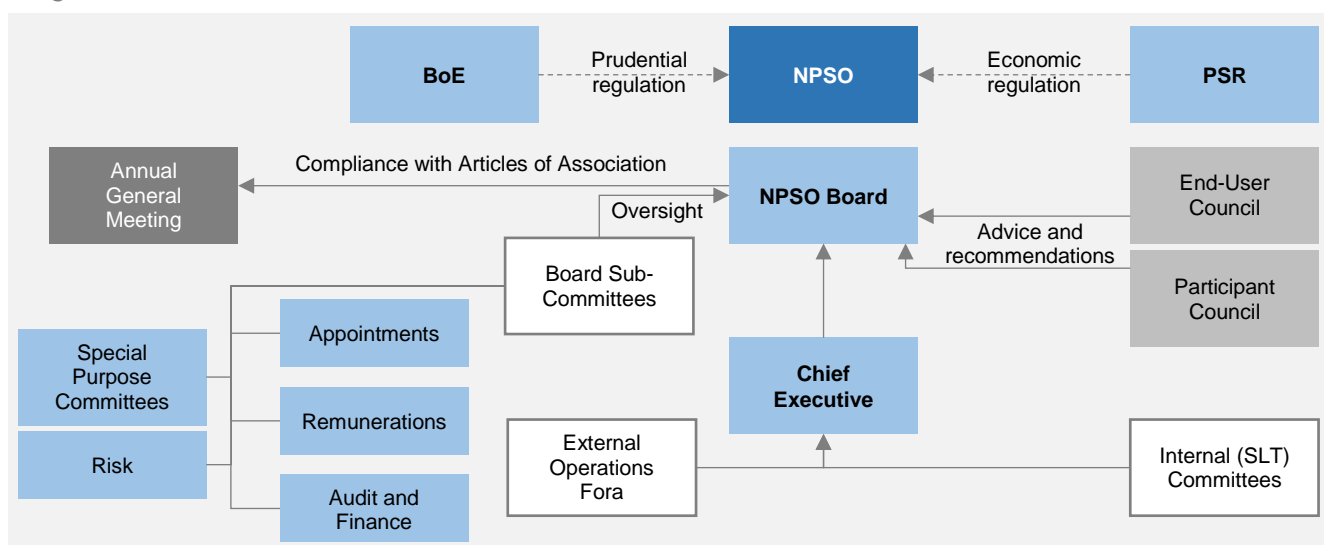 BoE
Prudential
regulation
NPSO
Economic
regulation
PSR
Annual
General
Meeting
Compliance with Articles of Association
Oversight
NPSO Board
End-User
Council
Advice and
recommendations
Participant
Council
Board Sub-
Committees
Appointments
Special
Purpose
Committees
Chief
Executive
Remunerations
Risk
External
Operations
Fora
Internal (SLT)
Committees
Audit and
Finance